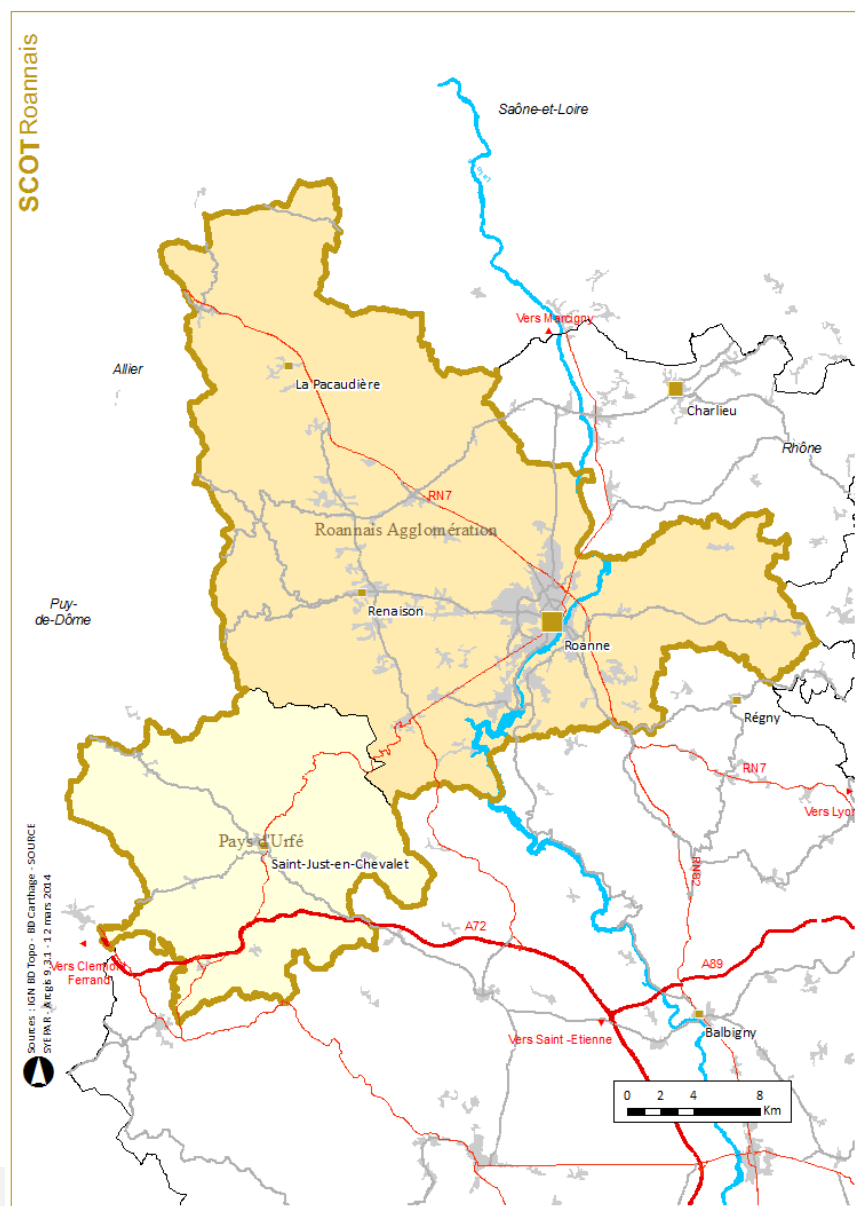 SCOT Roannais
Saône-et-Loire
Vers Marcigny
Allier
La Pacaudière
Charlieu
Rhône
RN7
Roannais Agglomération
Puy-
de-Dôme
Renaison
Roanne
Régny
RN7
Vers Lyon
Pays d'Urfé
Saint-Just-en-Chevalet
RN82
A72
Vers Clermont
Ferrand
A89
Vers Saint -Etienne
Balbigny
0 2 4 8
Km
Sources : IGN BD Topo - BD Carthage - SOURCE
SYEPAR - Arcgis 9.3.1 - 12 mars 2014